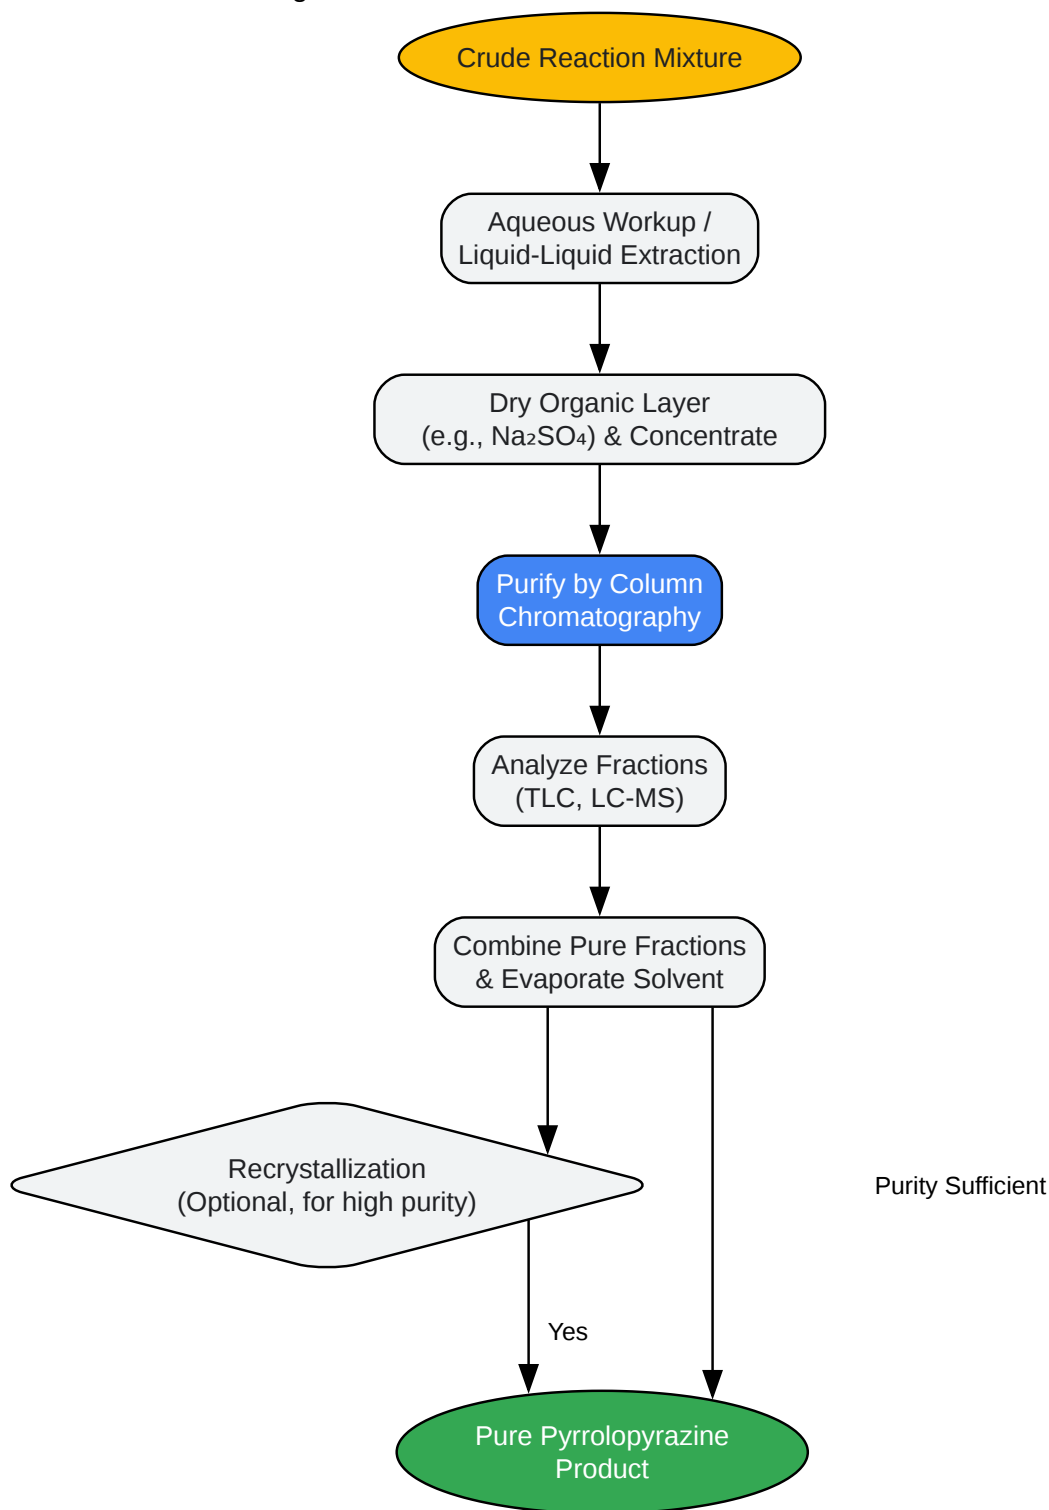 Crude Reaction Mixture
Aqueous Workup /
Liquid-Liquid Extraction
Dry Organic Layer
(e.g., Na₂SO₄) & Concentrate
Purify by Column
Chromatography
Analyze Fractions
(TLC, LC-MS)
Combine Pure Fractions
& Evaporate Solvent
Recrystallization
(Optional, for high purity)
Purity Sufficient
Yes
Pure Pyrrolopyrazine
Product